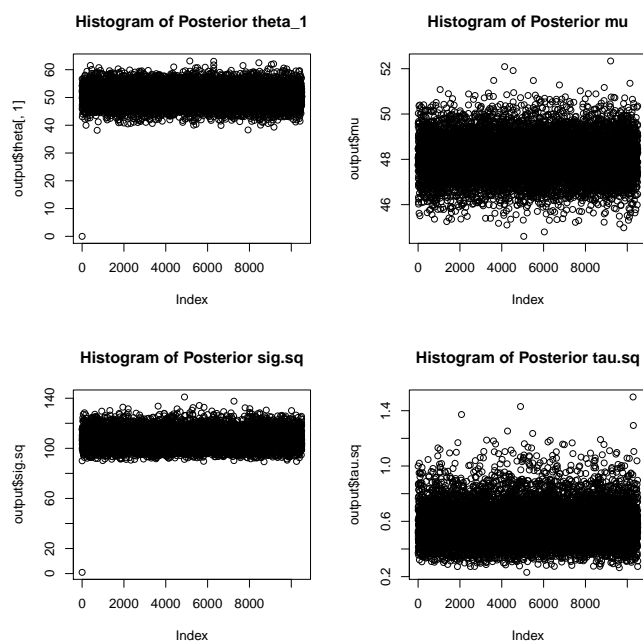 Histogram of Posterior theta_1
output$theta[, 1]
60
50
40
30
20
10
0
0 2000 4000 6000 8000
Index
Histogram of Posterior mu
output$mu
52
50
48
46
0 2000 4000 6000 8000
Index
Histogram of Posterior sig.sq
output$sig.sq
140
100
60
20
0
0 2000 4000 6000 8000
Index
Histogram of Posterior tau.sq
output$tau.sq
1.4
1.0
0.6
0.2
0 2000 4000 6000 8000
Index